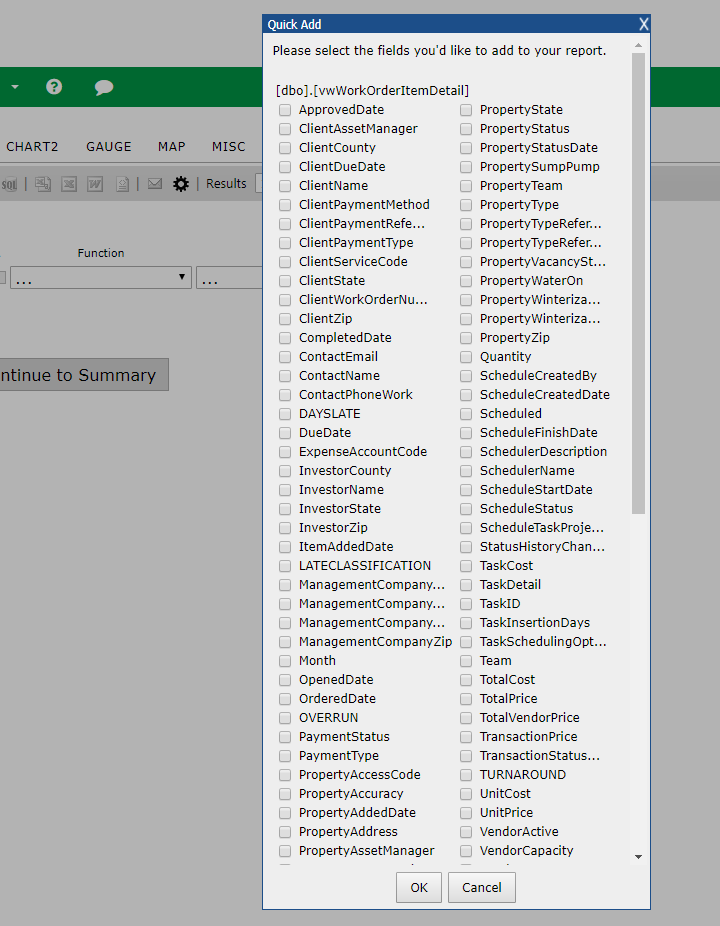 Quick Add
X
Please select the fields you'd like to add to your report.
[dbo].[vwWorkOrderItemDetail]
ApprovedDate
ClientAssetManager
ClientCounty
ClientDueDate
ClientName
ClientPaymentMethod
ClientPaymentRefe...
ClientPaymentType
ClientServiceCode
ClientState
ClientWorkOrderNu...
ClientZip
CompletedDate
ContactEmail
ContactName
ContactPhoneWork
DAYSLATE
DueDate
ExpenseAccountCode
InvestorCounty
InvestorName
InvestorState
InvestorZip
ItemAddedDate
LATECLASSIFICATION
ManagementCompany...
ManagementCompany...
ManagementCompany...
ManagementCompanyZip
Month
OpenedDate
OrderedDate
OVERRUN
PaymentStatus
PaymentType
PropertyAccessCode
PropertyAccuracy
PropertyAddedDate
PropertyAddress
PropertyAssetManager
PropertyState
PropertyStatus
PropertyStatusDate
PropertySumpPump
PropertyTeam
PropertyType
PropertyTypeRefer...
PropertyTypeRefer...
PropertyVacancySt...
PropertyWaterOn
PropertyWinteriza...
PropertyWinteriza...
PropertyZip
Quantity
ScheduleCreatedBy
ScheduleCreatedDate
Scheduled
ScheduleFinishDate
SchedulerDescription
SchedulerName
ScheduleStartDate
ScheduleStatus
ScheduleTaskProje...
StatusHistoryChan...
TaskCost
TaskDetail
TaskID
TaskInsertionDays
TaskSchedulingOpt...
Team
TotalCost
TotalPrice
TotalVendorPrice
TransactionPrice
TransactionStatus...
TURNAROUND
UnitCost
UnitPrice
VendorActive
VendorCapacity
OK Cancel
CHART2 GAUGE MAP MISC
SQL Results
Function
... ...
ntinue to Summary